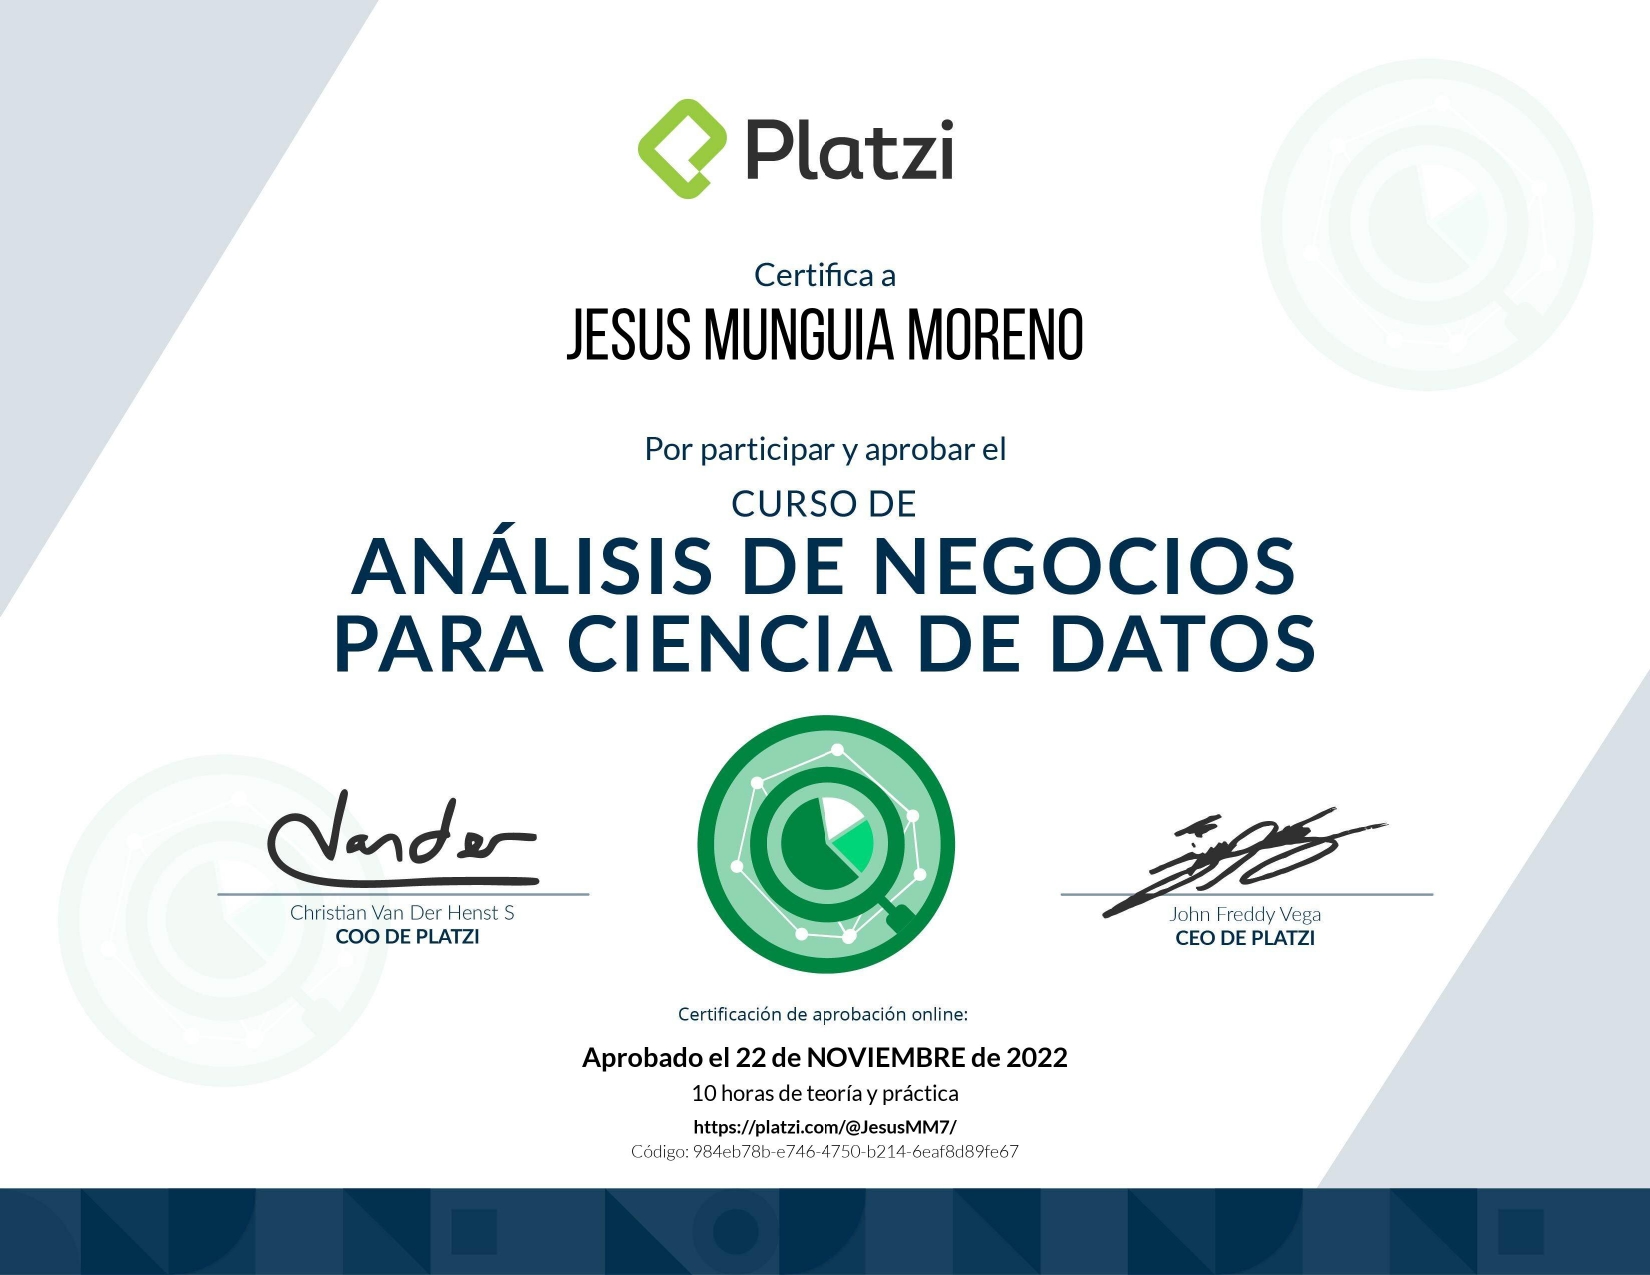 Platzi
Certifica a
JESUS MUNGUIA MORENO
Por participar y aprobar el
CURSO DE
ANÁLISIS DE NEGOCIOS
PARA CIENCIA DE DATOS
Vander
Christian Van Der Henst S
COO DE PLATZI
John Freddy Vega
CEO DE PLATZI
Certificación de aprobación online:
Aprobado el 22 de NOVIEMBRE de 2022
10 horas de teoría y práctica
https://platzi.com/@JesusMM7/
Código: 984eb78b-e746-4750-b214-6eaf8d89fe67